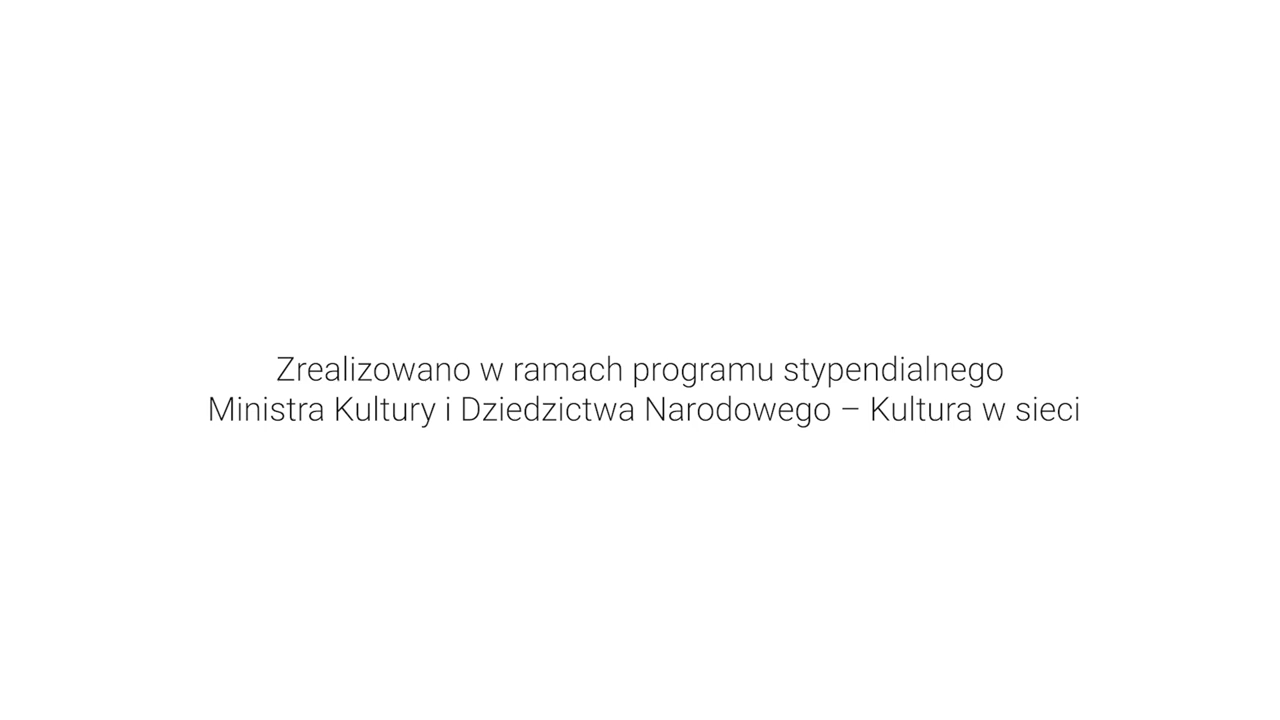 Zrealizowano w ramach programu stypendialnego
Ministra Kultury i Dziedzictwa Narodowego – Kultura w sieci